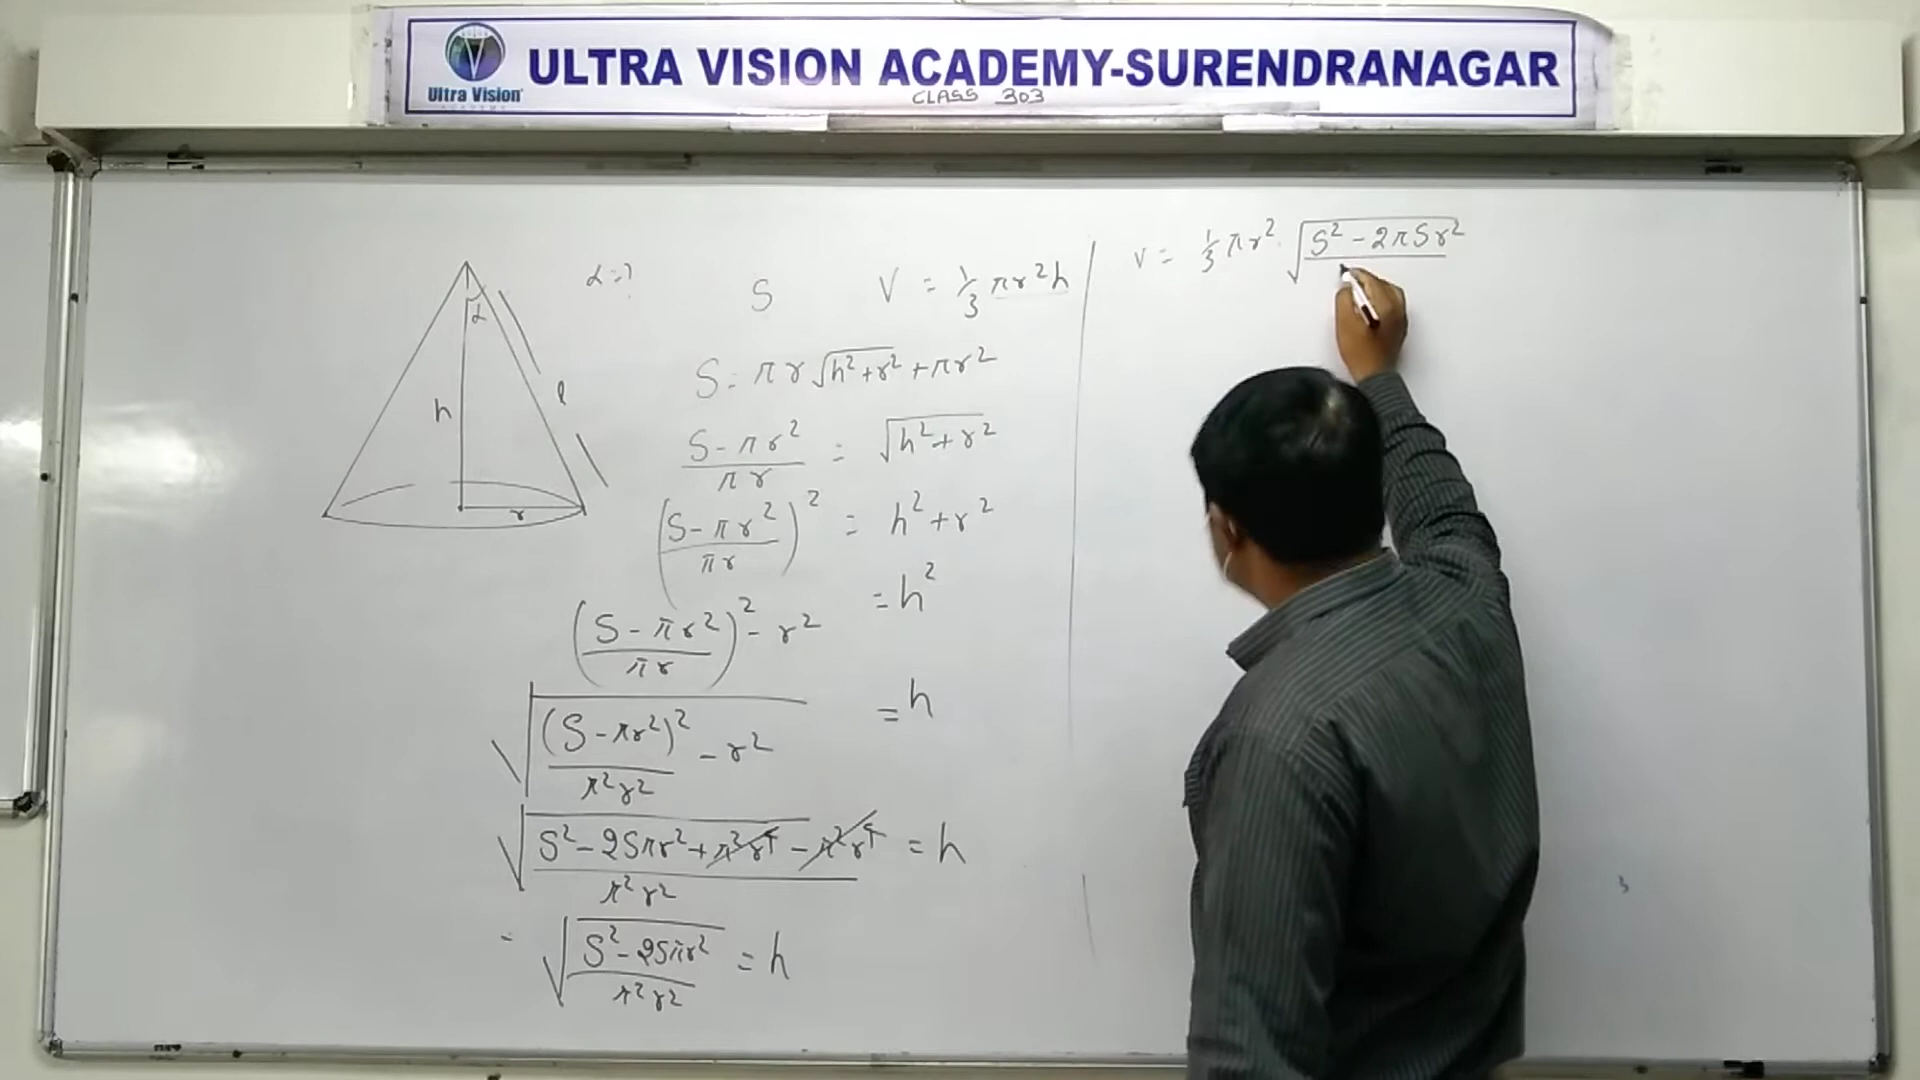 Ultra Vision
ACADEMY
ULTRA VISION ACADEMY-SURENDRANAGAR
CLASS 303
α = ?
α
h
l
r
S
V = 1/3 πr²h
S = πr√(h²+r²) + πr²
(S-πr²)/(πr) = √(h²+r²)
((S-πr²)/(πr))² = h²+r²
((S-πr²)/(πr))² - r² = h²
√((S-πr²)²/(π²r²) - r²) = h
√((S²-2Sπr²+π²r⁴-π²r⁴)/(π²r²)) = h
= √((S²-2Sπr²)/(π²r²)) = h
V = 1/3 πr² · √(S²-2πSr²)